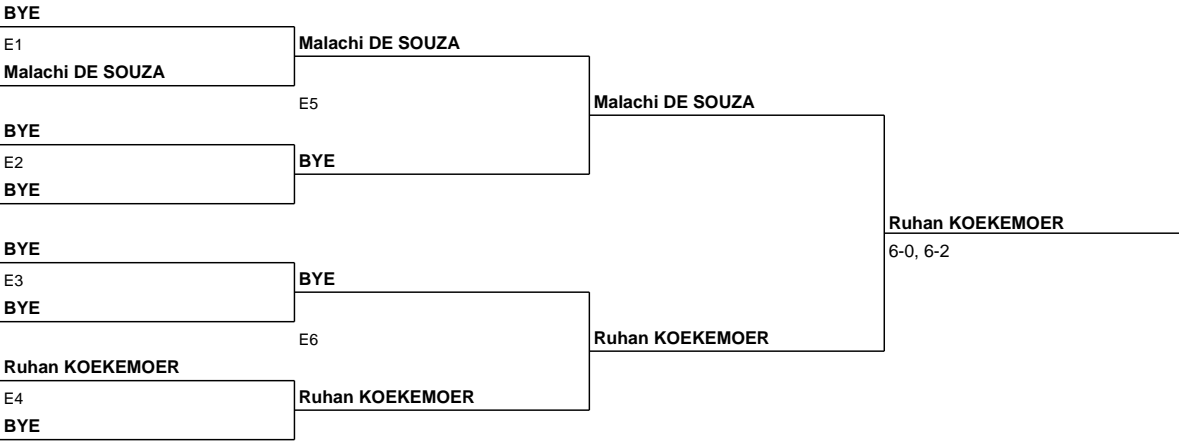 BYE
E1
Malachi DE SOUZA
Malachi DE SOUZA
E5
BYE
E2
BYE
BYE
Malachi DE SOUZA
BYE
E3
BYE
BYE
E6
Ruhan KOEKEMOER
E4
BYE
Ruhan KOEKEMOER
Ruhan KOEKEMOER
Ruhan KOEKEMOER
6-0, 6-2